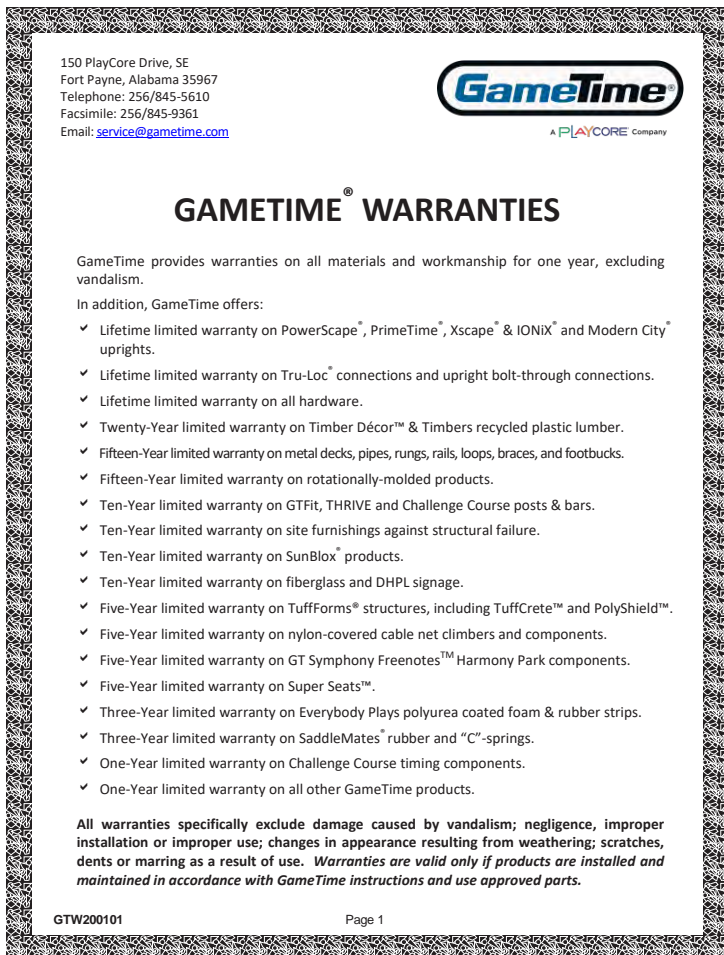 150 PlayCore Drive, SE
Fort Payne, Alabama 35967
Telephone: 256/845-5610
Facsimile: 256/845-9361
Email: service@gametime.com
GameTime®
A PLAYCORE Company
GAMETIME® WARRANTIES
GameTime provides warranties on all materials and workmanship for one year, excluding
vandalism.
In addition, GameTime offers:
✓ Lifetime limited warranty on PowerScape®, PrimeTime®, Xscape® & IONiX® and Modern City®
uprights.
✓ Lifetime limited warranty on Tru-Loc® connections and upright bolt-through connections.
✓ Lifetime limited warranty on all hardware.
✓ Twenty-Year limited warranty on Timber Décor™ & Timbers recycled plastic lumber.
✓ Fifteen-Year limited warranty on metal decks, pipes, rungs, rails, loops, braces, and footbucks.
✓ Fifteen-Year limited warranty on rotationally-molded products.
✓ Ten-Year limited warranty on GTFit, THRIVE and Challenge Course posts & bars.
✓ Ten-Year limited warranty on site furnishings against structural failure.
✓ Ten-Year limited warranty on SunBlox® products.
✓ Ten-Year limited warranty on fiberglass and DHPL signage.
✓ Five-Year limited warranty on TuffForms® structures, including TuffCrete™ and PolyShield™.
✓ Five-Year limited warranty on nylon-covered cable net climbers and components.
✓ Five-Year limited warranty on GT Symphony Freenotes™ Harmony Park components.
✓ Five-Year limited warranty on Super Seats™.
✓ Three-Year limited warranty on Everybody Plays polyurea coated foam & rubber strips.
✓ Three-Year limited warranty on SaddleMates® rubber and “C”-springs.
✓ One-Year limited warranty on Challenge Course timing components.
✓ One-Year limited warranty on all other GameTime products.
All warranties specifically exclude damage caused by vandalism; negligence, improper
installation or improper use; changes in appearance resulting from weathering; scratches,
dents or marring as a result of use. Warranties are valid only if products are installed and
maintained in accordance with GameTime instructions and use approved parts.
GTW200101
Page 1